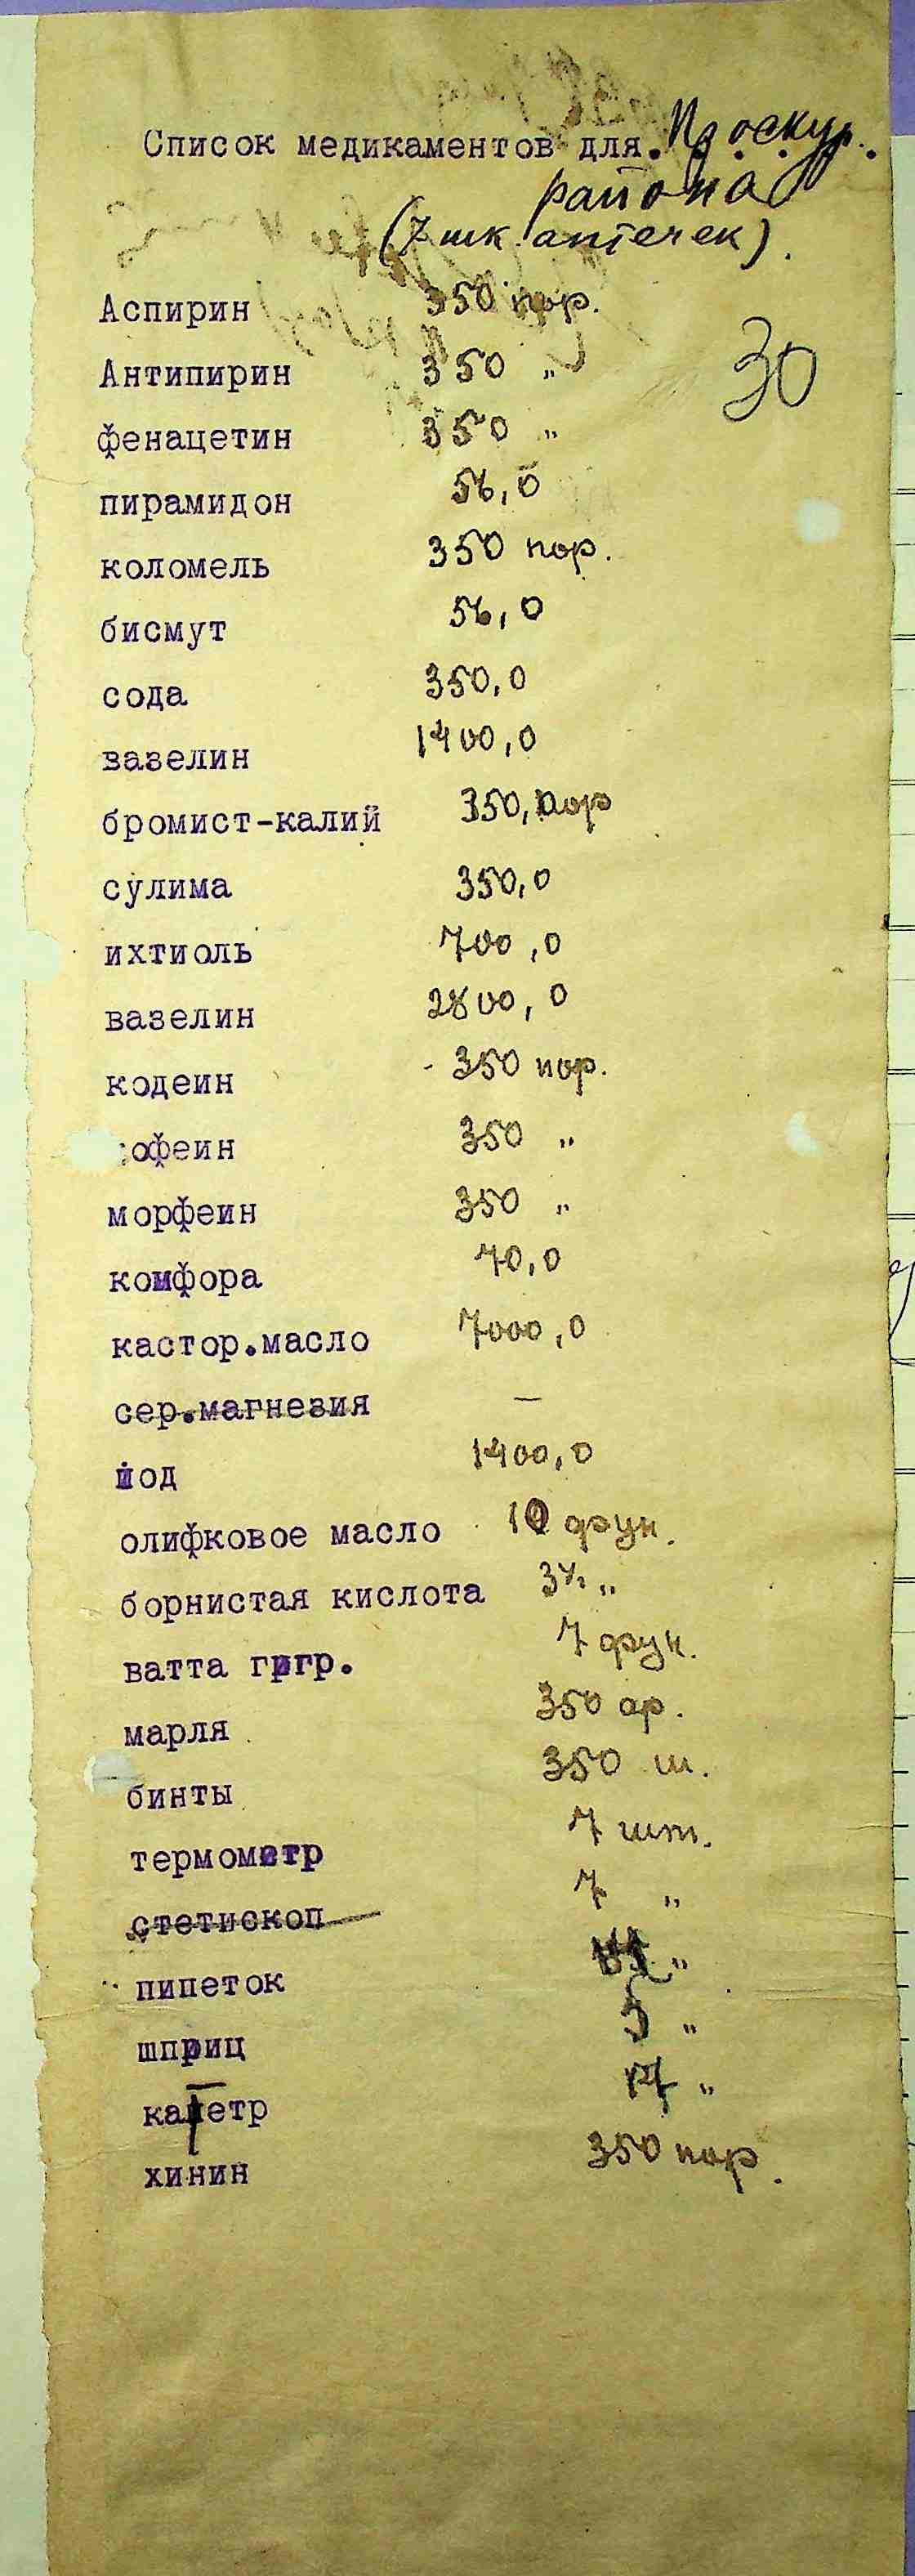 Список медикаментов для Проскур.
района
(7 шк. аптечек).
Аспирин 350 пор.
30
Антипирин 350 "
фенацетин 350 "
пирамидон 56,0
коломель 350 пор.
бисмут 56,0
сода 350,0
вазелин 1400,0
бромист-калий 350, пор
сулима 350,0
ихтиоль 700,0
вазелин 2800,0
кодеин 350 пор.
офеин 350 "
морфеин 350 "
комфора 70,0
кастор.масло 7000,0
сер.магнезия —
йод 1400,0
олифковое масло 10 фун.
борнистая кислота 3½ "
ватта гигр. 7 фун.
марля 350 ар.
бинты 350 ш.
термометр 7 шт.
стетископ 7 "
пипеток "
шприц 5 "
катетр "
хинин 350 пор.